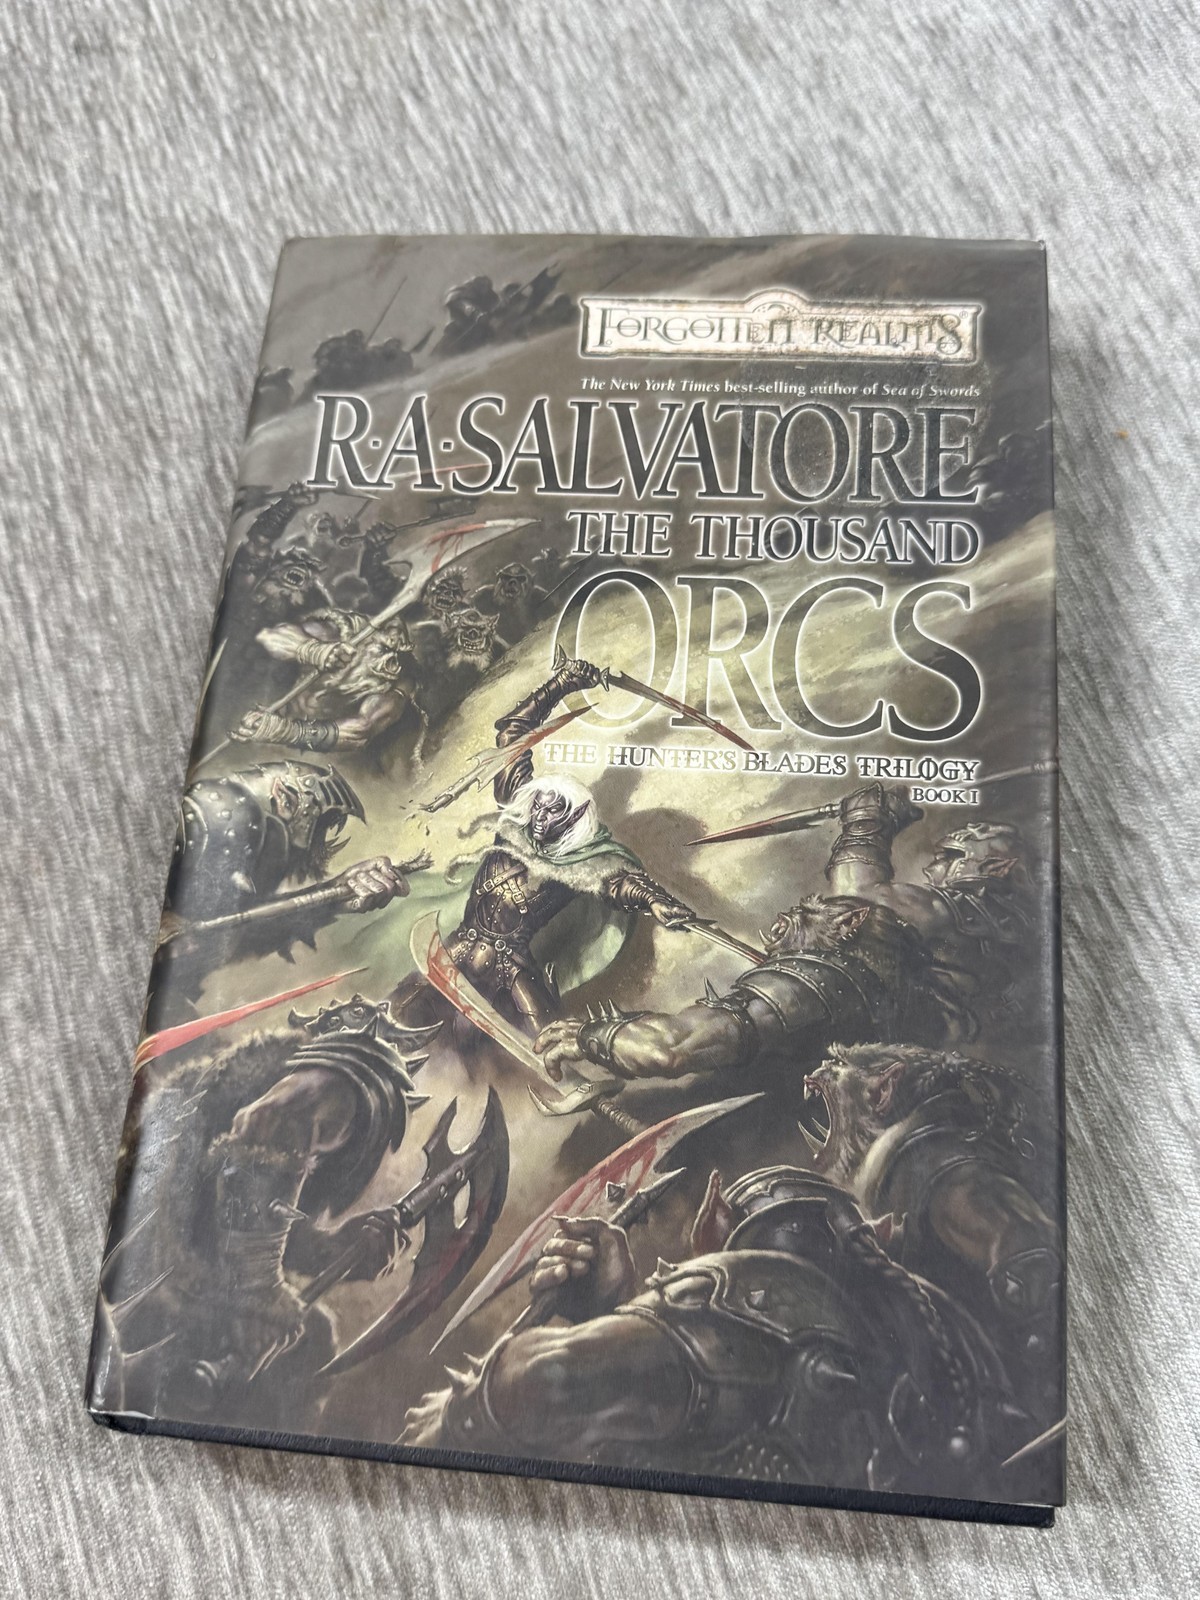 FORGOTTEN REALMS®
The New York Times best-selling author of Sea of Swords
R·A·SALVATORE
THE THOUSAND
ORCS
THE HUNTER'S BLADES TRILOGY
BOOK I